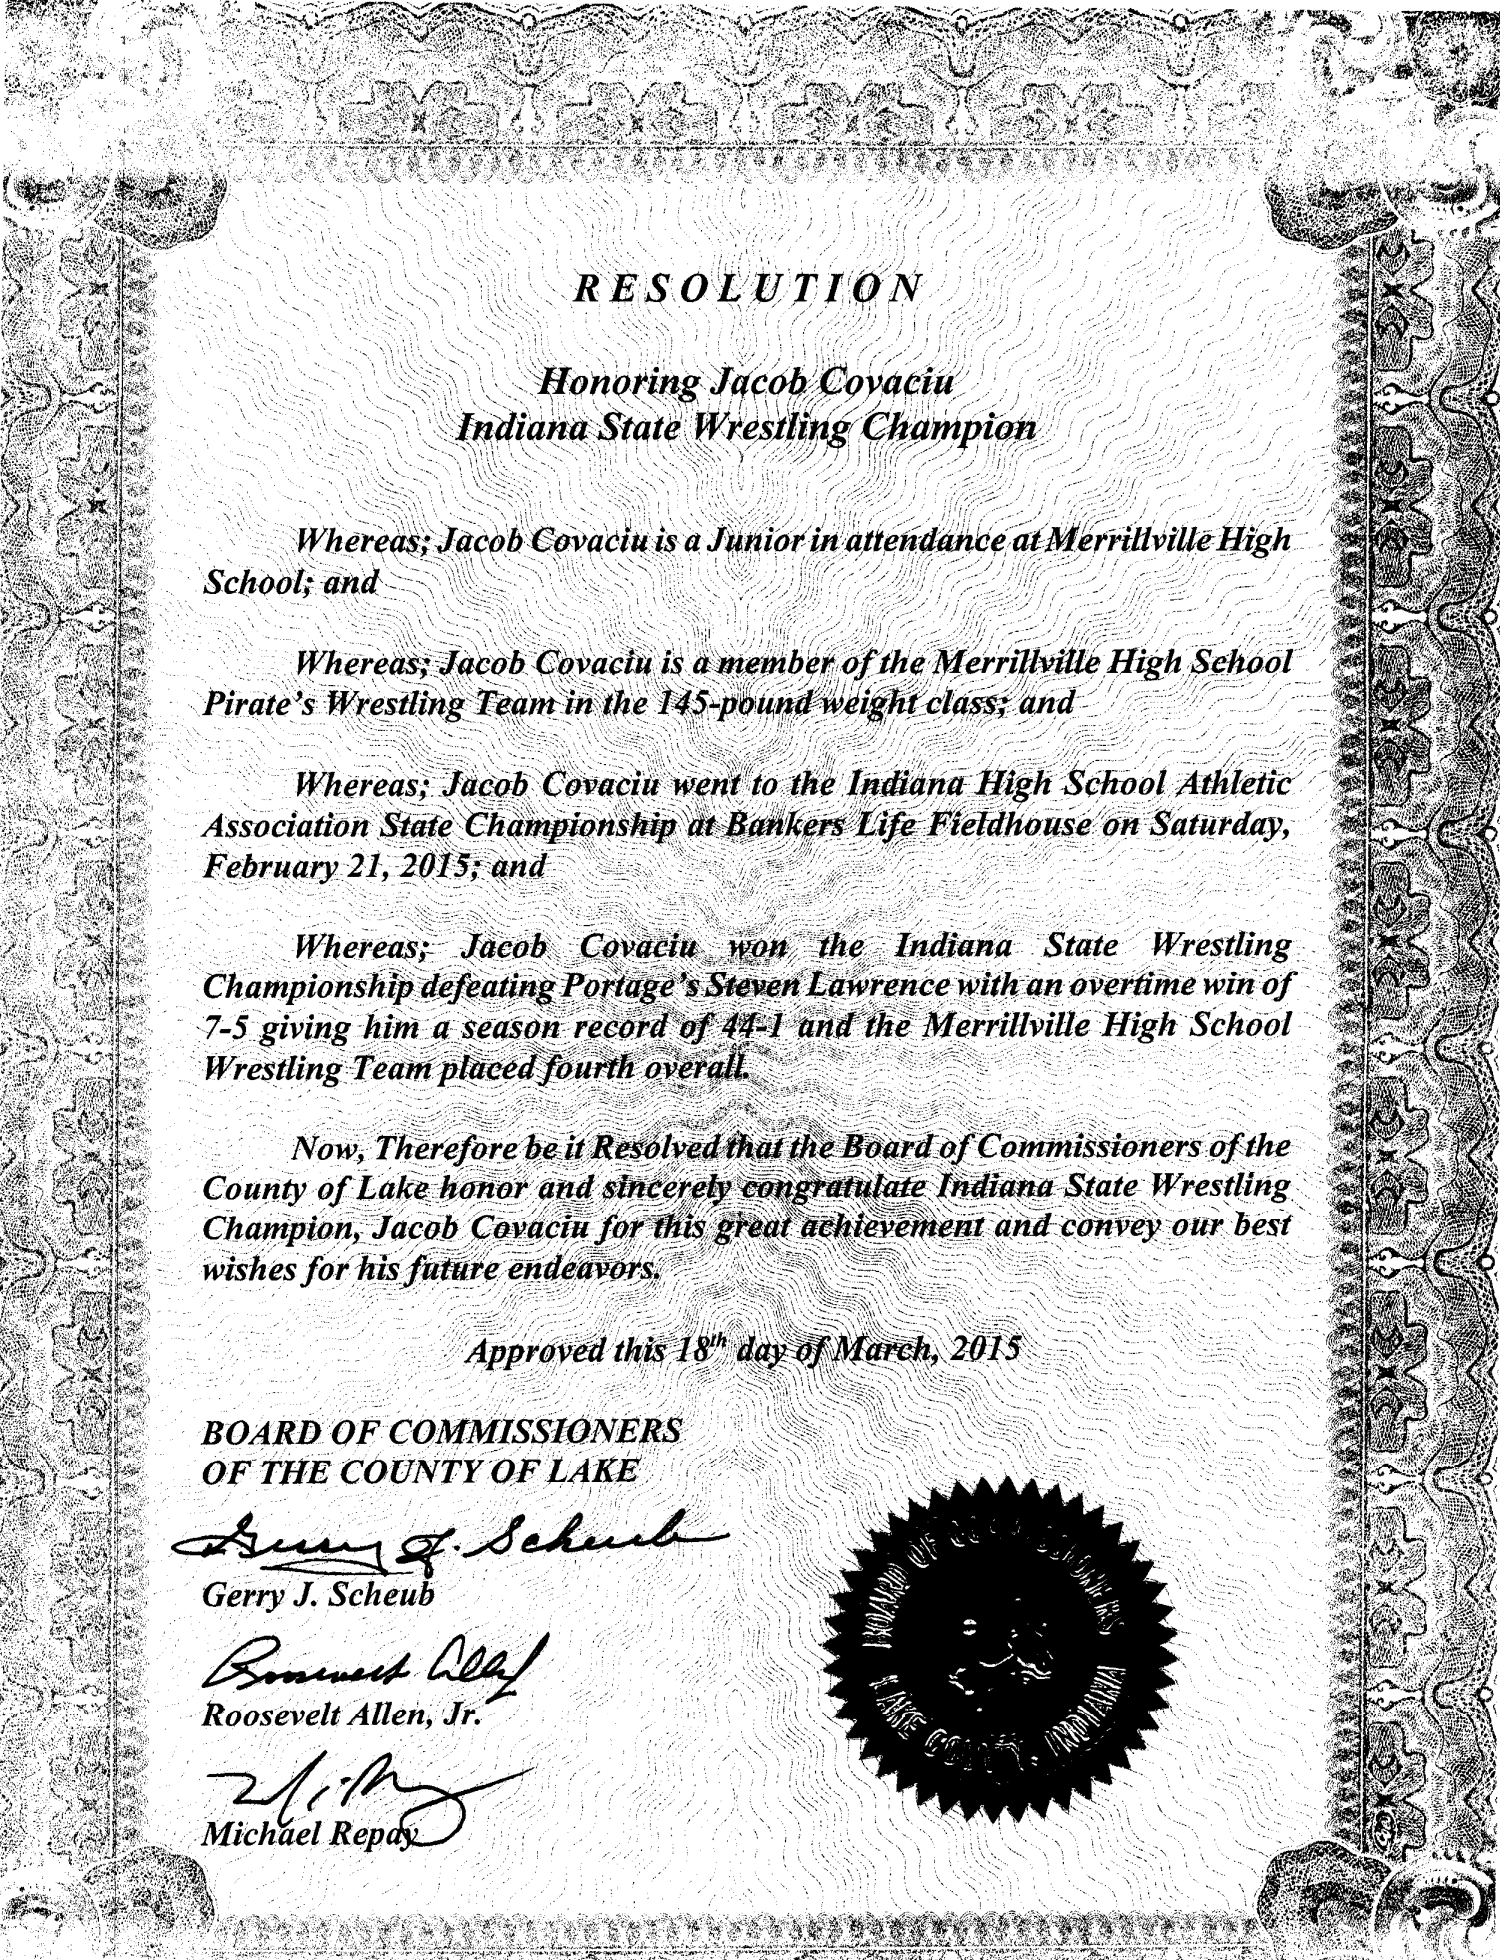 RESOLUTION
Honoring Jacob Covaciu
Indiana State Wrestling Champion
Whereas; Jacob Covaciu is a Junior in attendance at Merrillville High
School; and
Whereas; Jacob Covaciu is a member of the Merrillville High School
Pirate's Wrestling Team in the 145-pound weight class; and
Whereas; Jacob Covaciu went to the Indiana High School Athletic
Association State Championship at Bankers Life Fieldhouse on Saturday,
February 21, 2015; and
Whereas; Jacob Covaciu won the Indiana State Wrestling
Championship defeating Portage's Steven Lawrence with an overtime win of
7-5 giving him a season record of 44-1 and the Merrillville High School
Wrestling Team placed fourth overall.
Now, Therefore be it Resolved that the Board of Commissioners of the
County of Lake honor and sincerely congratulate Indiana State Wrestling
Champion, Jacob Covaciu for this great achievement and convey our best
wishes for his future endeavors.
Approved this 18th day of March, 2015
BOARD OF COMMISSIONERS
OF THE COUNTY OF LAKE
Gerry J. Scheub
Gerry J. Scheub
Roosevelt Allen, Jr.
Michael Repay
BOARD OF
LAKE COUNTY, INDIANA